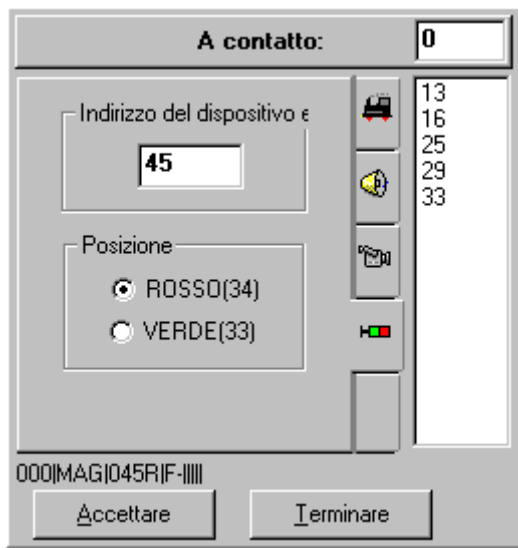 A contatto:
0
Indirizzo del dispositivo e
45
Posizione
ROSSO(34)
VERDE(33)
13
16
25
29
33
000|MAG|045R|F-|||||
Accettare
Terminare